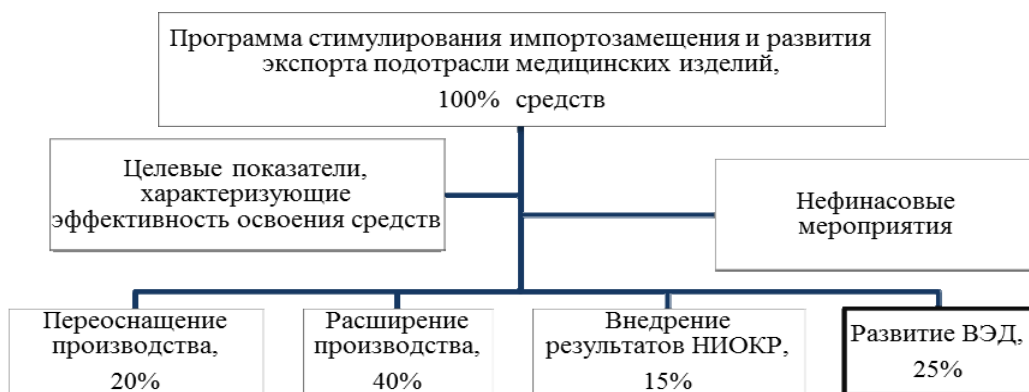 Программа стимулирования импортозамещения и развития
экспорта подотрасли медицинских изделий,
100% средств
Целевые показатели,
характеризующие
эффективность освоения средств
Нефинасовые
мероприятия
Переоснащение
производства,
20%
Расширение
производства,
40%
Внедрение
результатов НИОКР,
15%
Развитие ВЭД,
25%